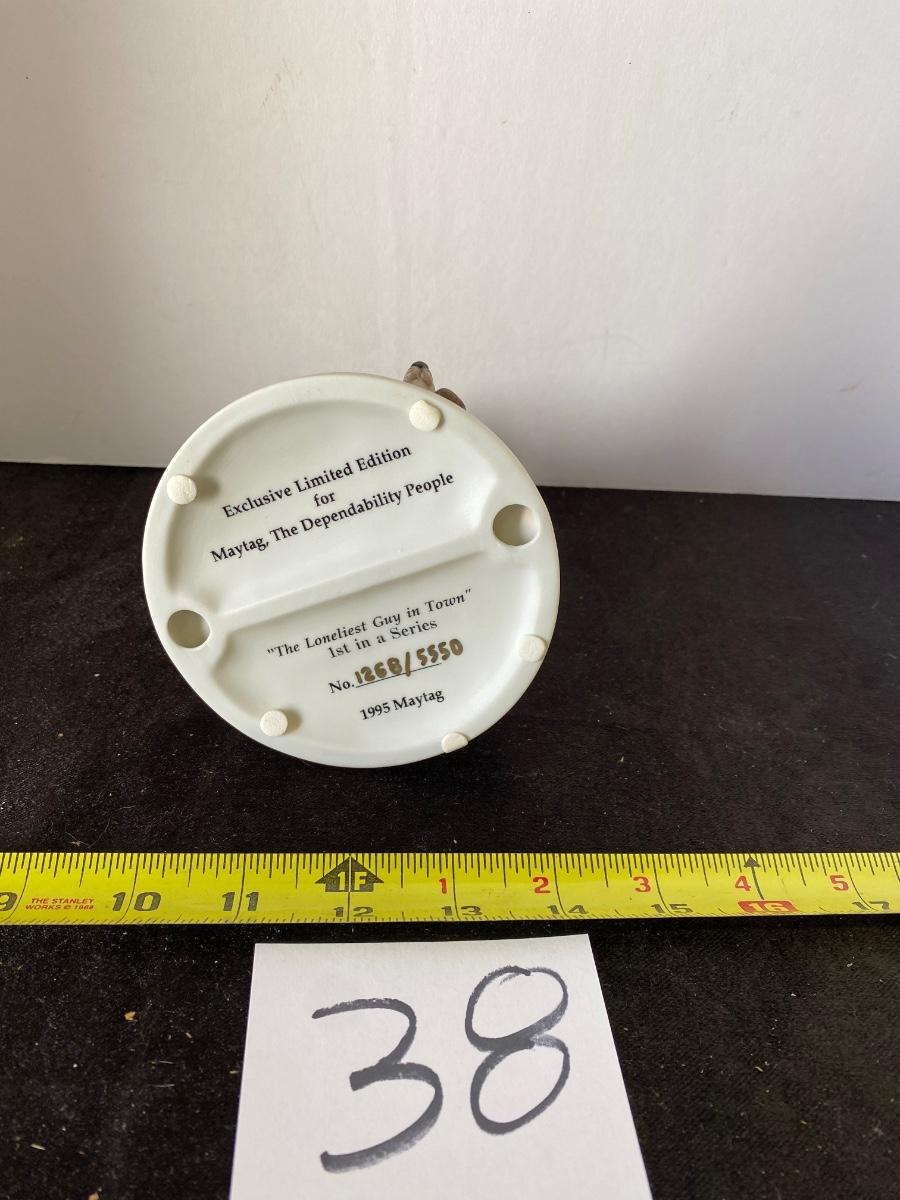 Exclusive Limited Edition
for
Maytag, The Dependability People
"The Loneliest Guy in Town"
1st in a Series
No. 1268/5550
1995 Maytag
9 THE STANLEY WORKS © 1968 10 11 1F 1 2 3 4 5
12 13 14 15 16 17
38